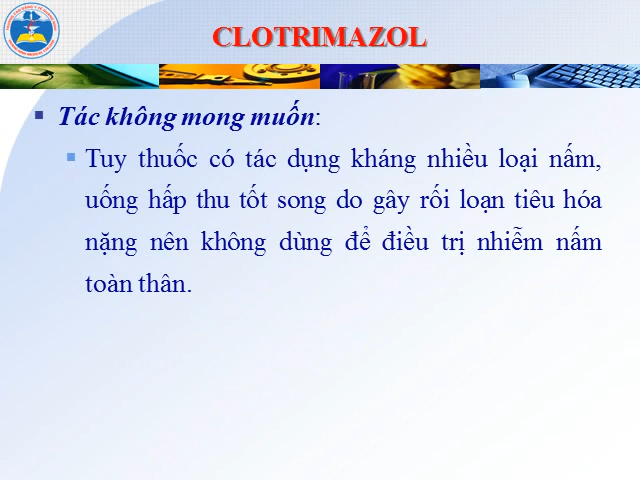 CLOTRIMAZOL
Tác không mong muốn:
Tuy thuốc có tác dụng kháng nhiều loại nấm,
uống hấp thu tốt song do gây rối loạn tiêu hóa
nặng nên không dùng để điều trị nhiễm nấm
toàn thân.